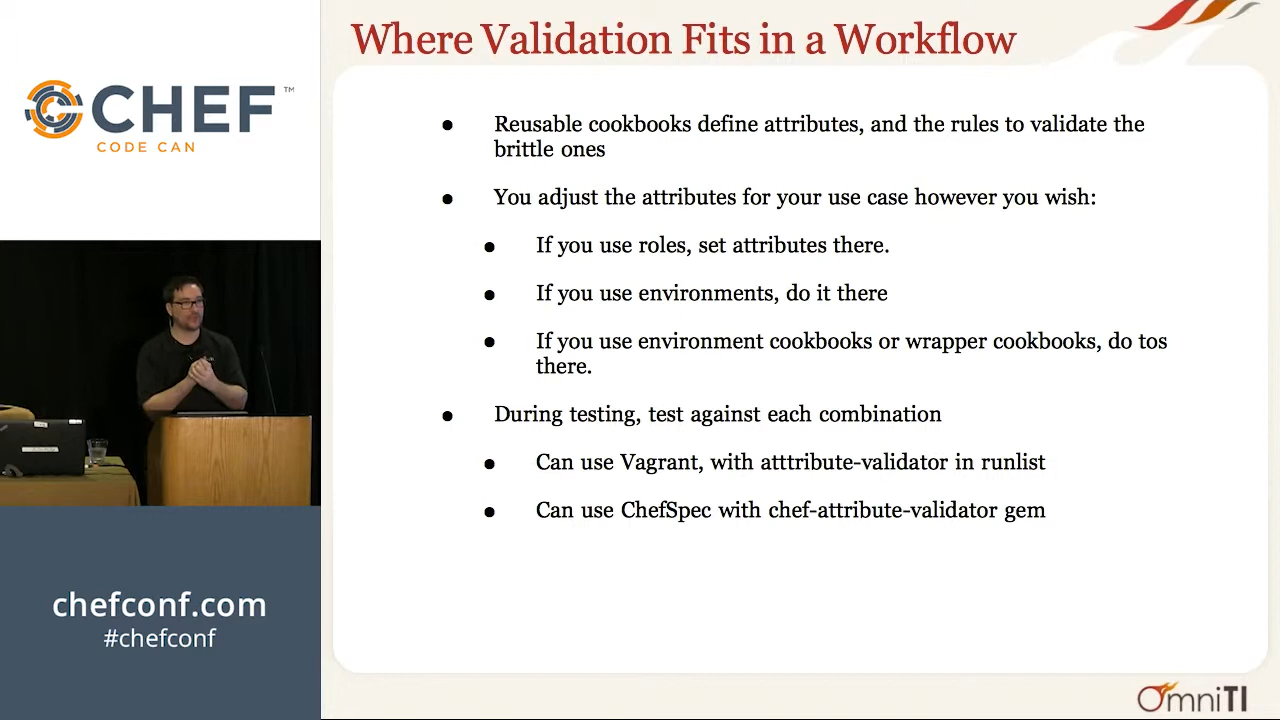 Where Validation Fits in a Workflow
CHEF™
CODE CAN
• Reusable cookbooks define attributes, and the rules to validate the
brittle ones
• You adjust the attributes for your use case however you wish:
• If you use roles, set attributes there.
• If you use environments, do it there
• If you use environment cookbooks or wrapper cookbooks, do tos
there.
• During testing, test against each combination
• Can use Vagrant, with atttribute-validator in runlist
• Can use ChefSpec with chef-attribute-validator gem
chefconf.com
#chefconf
OmniTI